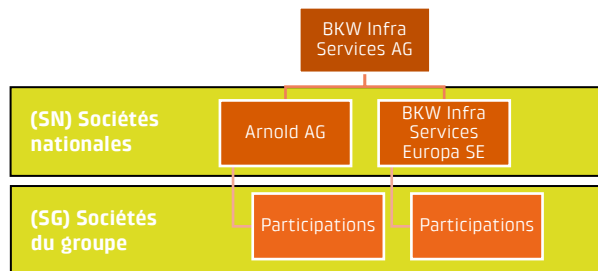 BKW Infra
Services AG
(SN) Sociétés
nationales
Arnold AG
BKW Infra
Services
Europa SE
(SG) Sociétés
du groupe
Participations
Participations